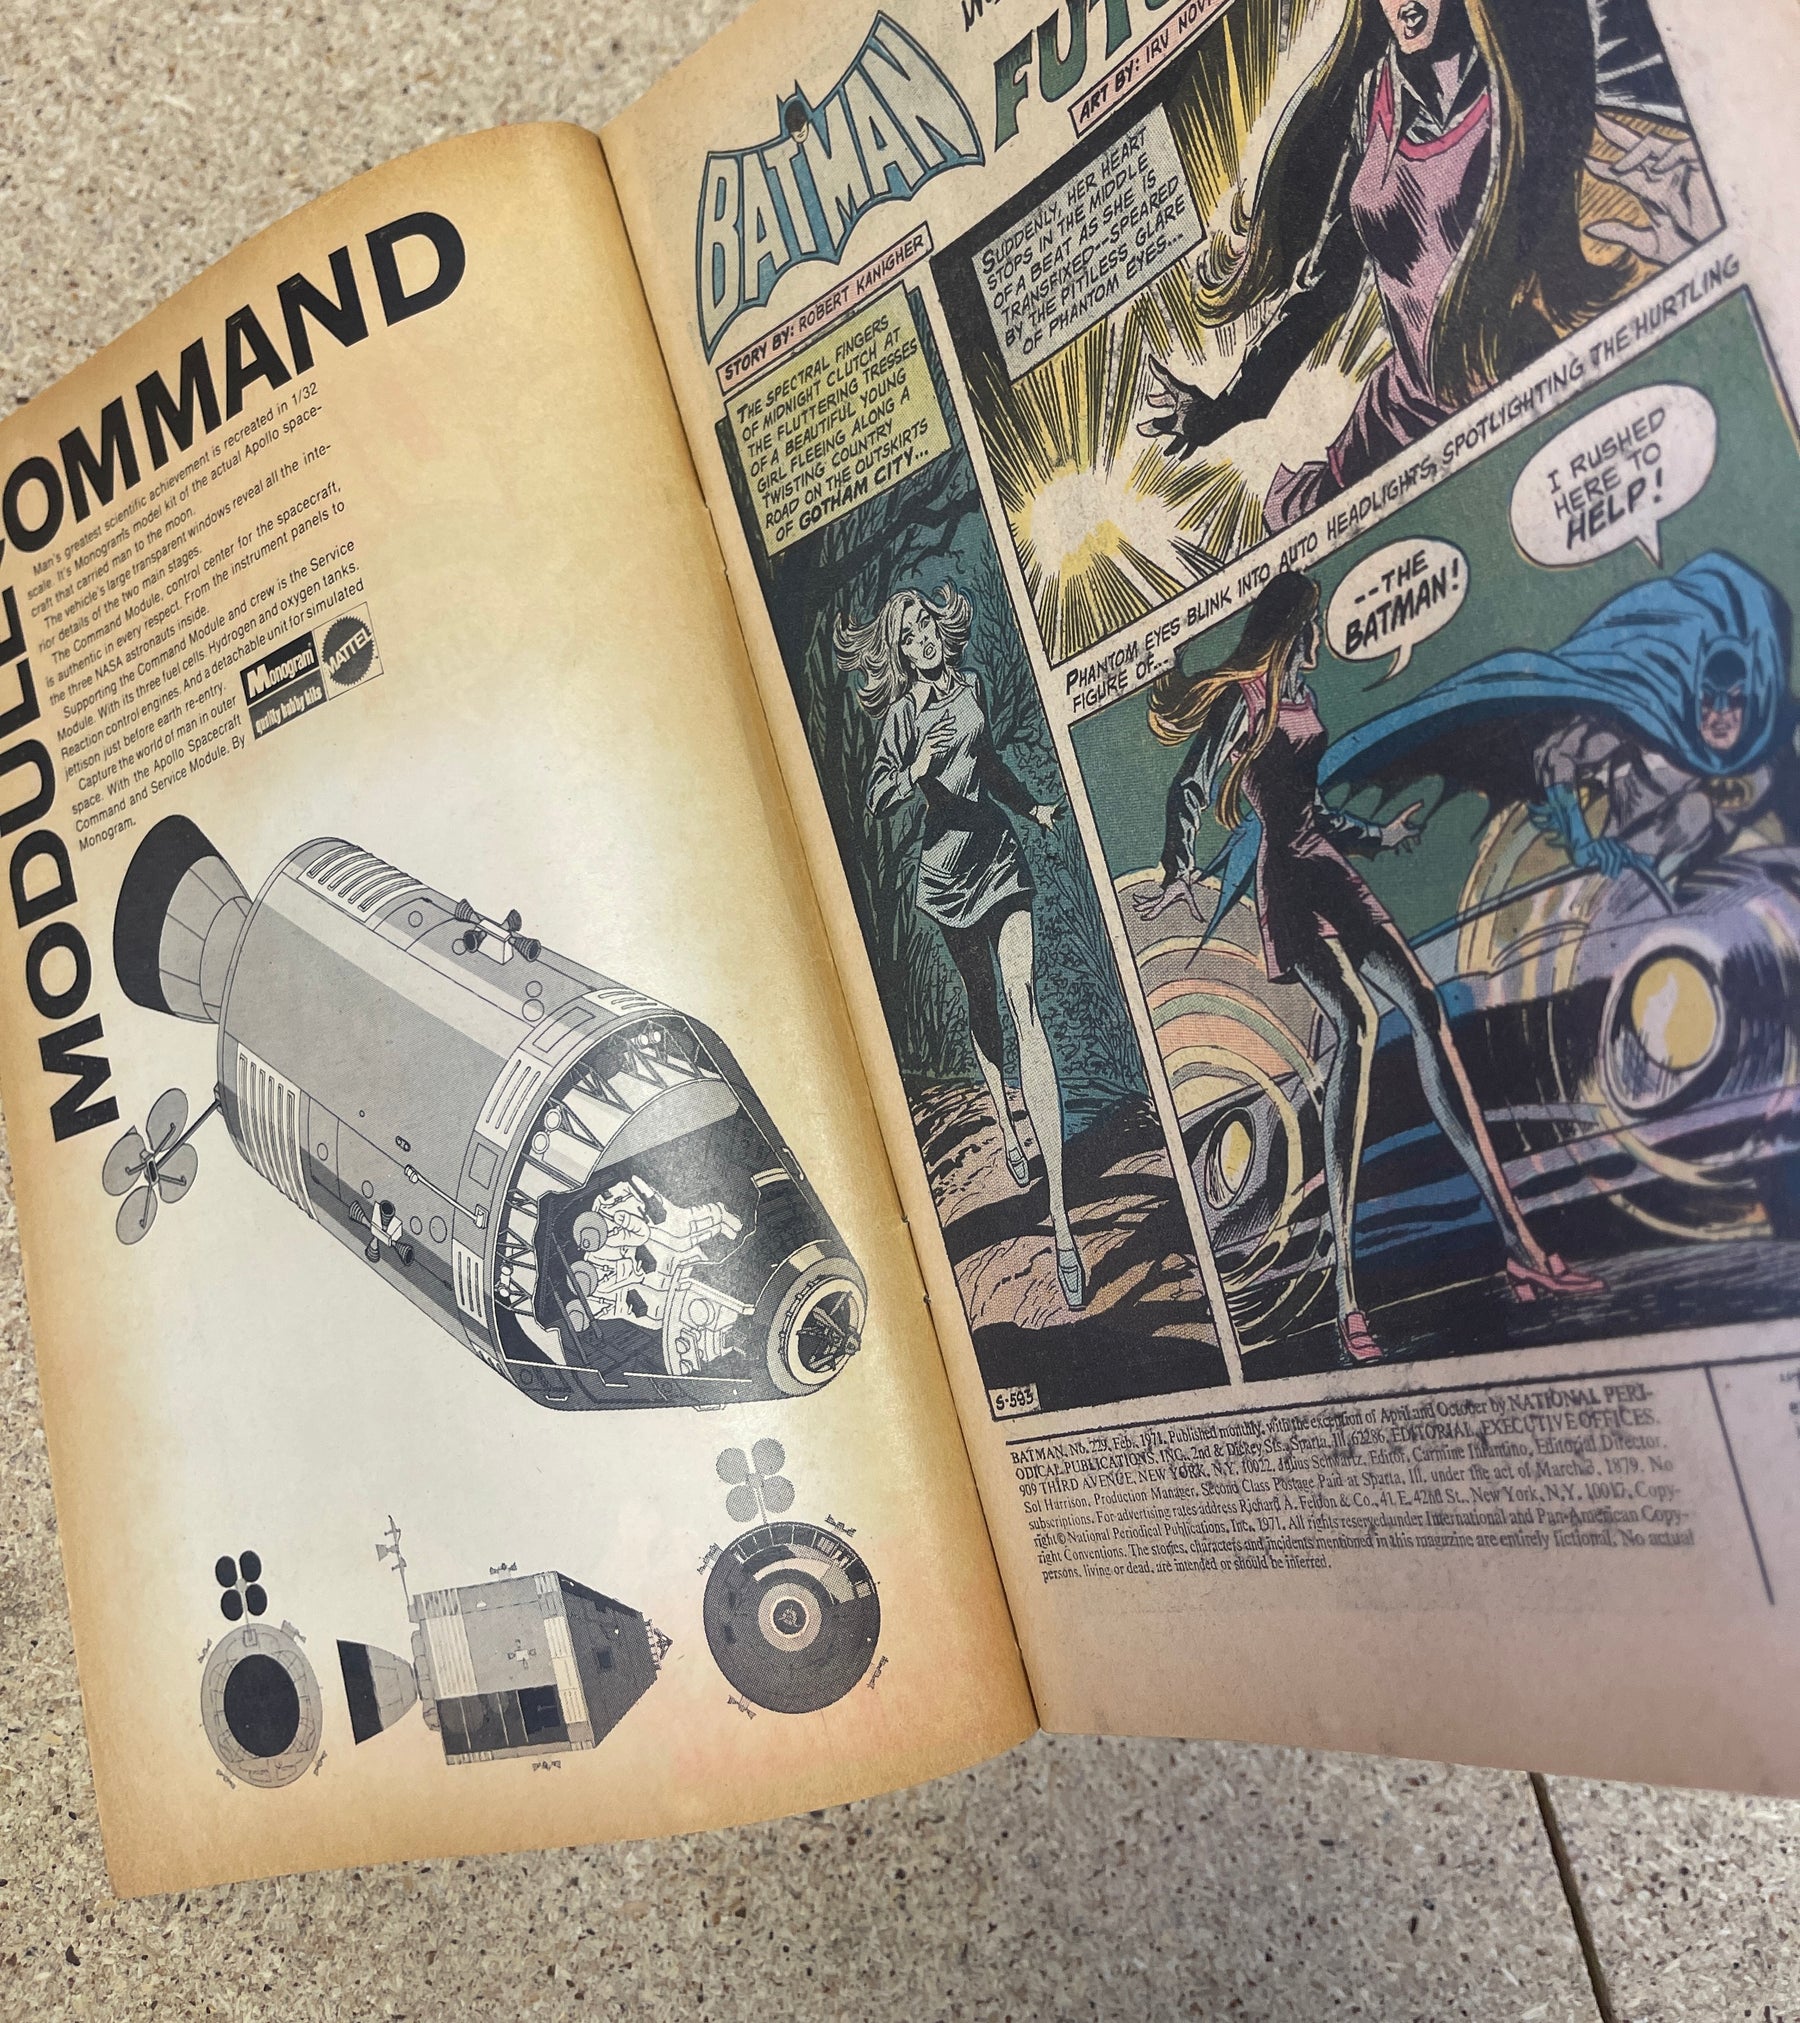 COMMAND
MODULE
Man's greatest scientific achievement is recreated in 1/32
scale. It's Monogram's model kit of the actual Apollo space-
craft that carried man to the moon.
The vehicle's large transparent windows reveal all the inte-
rior details of the two main stages.
The Command Module, control center for the spacecraft,
is authentic in every respect. From the instrument panels to
the three NASA astronauts inside.
Supporting the Command Module and crew is the Service
Module. With its three fuel cells. Hydrogen and oxygen tanks.
Reaction control engines. And a detachable unit for simulated
jettison just before earth re-entry.
Capture the world of man in outer
space. With the Apollo Spacecraft
Command and Service Module. By
Monogram.
Monogram
quality hobby kits
MATTEL
BATMAN
STORY BY: ROBERT KANIGHER
ART BY: IRV
THE SPECTRAL FINGERS
OF MIDNIGHT CLUTCH AT
THE FLUTTERING TRESSES
OF A BEAUTIFUL YOUNG
GIRL FLEEING ALONG A
TWISTING COUNTRY
ROAD ON THE OUTSKIRTS
OF GOTHAM CITY...
SUDDENLY, HER HEART
STOPS IN THE MIDDLE
OF A BEAT AS SHE IS
TRANSFIXED--SPEARED
BY THE PITILESS GLARE
OF PHANTOM EYES...
PHANTOM EYES BLINK INTO AUTO HEADLIGHTS, SPOTLIGHTING THE HURTLING
FIGURE OF...
--THE
BATMAN!
I RUSHED
HERE TO
HELP!
S-593
BATMAN, No. 229, Feb., 1971. Published monthly, with the exception of April and October by NATIONAL PERI-
ODICAL PUBLICATIONS, INC., 2nd & Dickey Sts., Sparta, Ill. 62286. EDITORIAL, EXECUTIVE OFFICES,
909 THIRD AVENUE, NEW YORK, N.Y. 10022. Julius Schwartz, Editor. Carmine Infantino, Editorial Director.
Sol Harrison, Production Manager. Second Class Postage Paid at Sparta, Ill. under the act of March 3, 1879. No
subscriptions. For advertising rates address Richard A. Feldon & Co., 41 E. 42nd St., New York, N.Y. 10017. Copy-
right © National Periodical Publications, Inc., 1971. All rights reserved under International and Pan-American Copy-
right Conventions. The stories, characters and incidents mentioned in this magazine are entirely fictional. No actual
persons, living or dead, are intended or should be inferred.